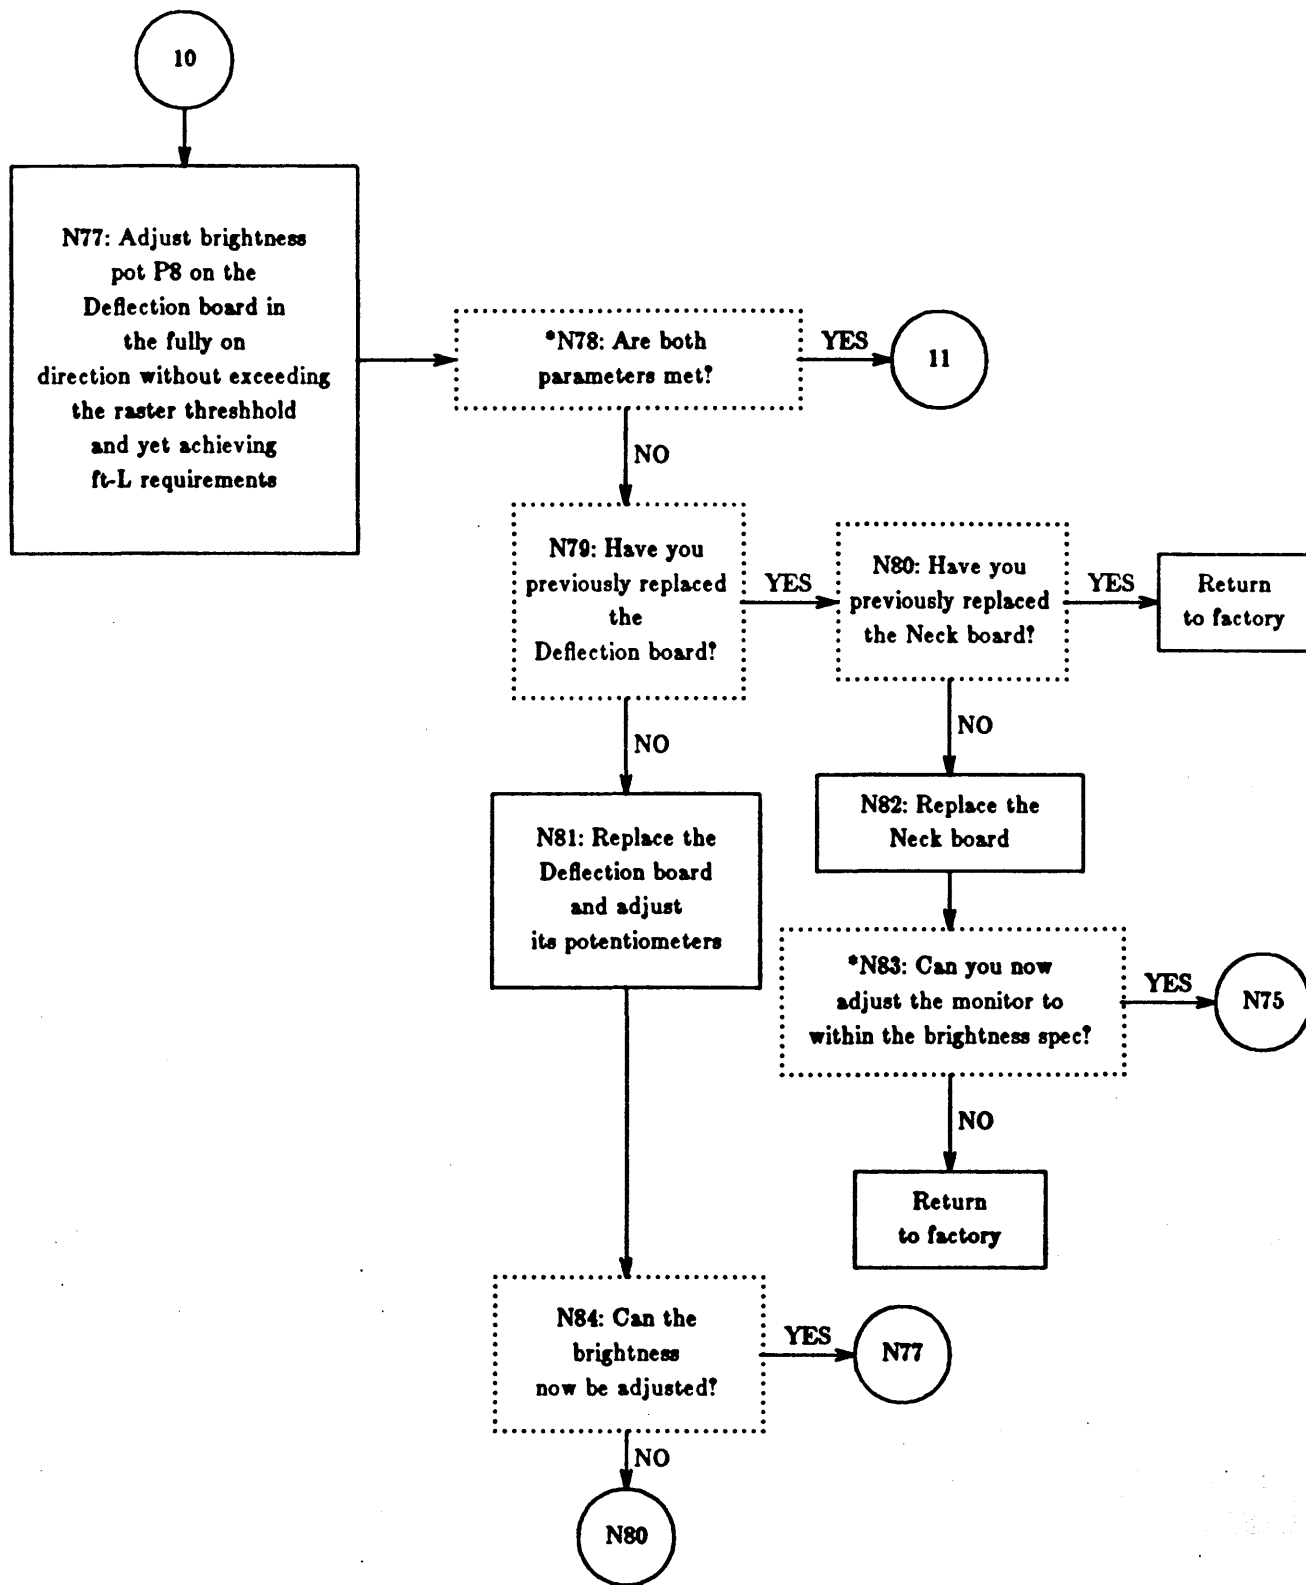 10
N77: Adjust brightness
pot P8 on the
Deflection board in
the fully on
direction without exceeding
the raster threshhold
and yet achieving
ft-L requirements
*N78: Are both
parameters met?
YES
11
NO
N79: Have you
previously replaced
the
Deflection board?
YES
N80: Have you
previously replaced
the Neck board?
YES
Return
to factory
NO
NO
N81: Replace the
Deflection board
and adjust
its potentiometers
N82: Replace the
Neck board
*N83: Can you now
adjust the monitor to
within the brightness spec?
YES
N75
NO
Return
to factory
N84: Can the
brightness
now be adjusted?
YES
N77
NO
N80